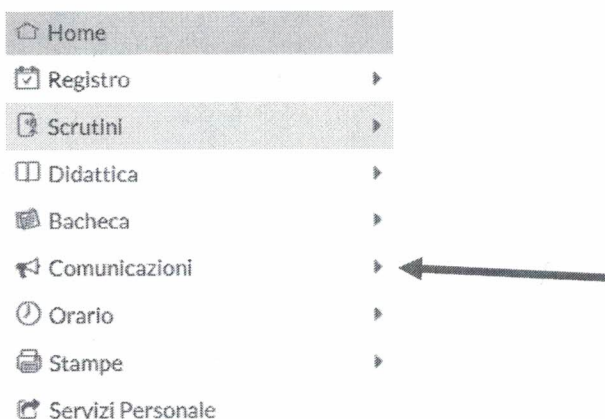 Home
Registro
Scrutini
Didattica
Bacheca
Comunicazioni
Orario
Stampe
Servizi Personale